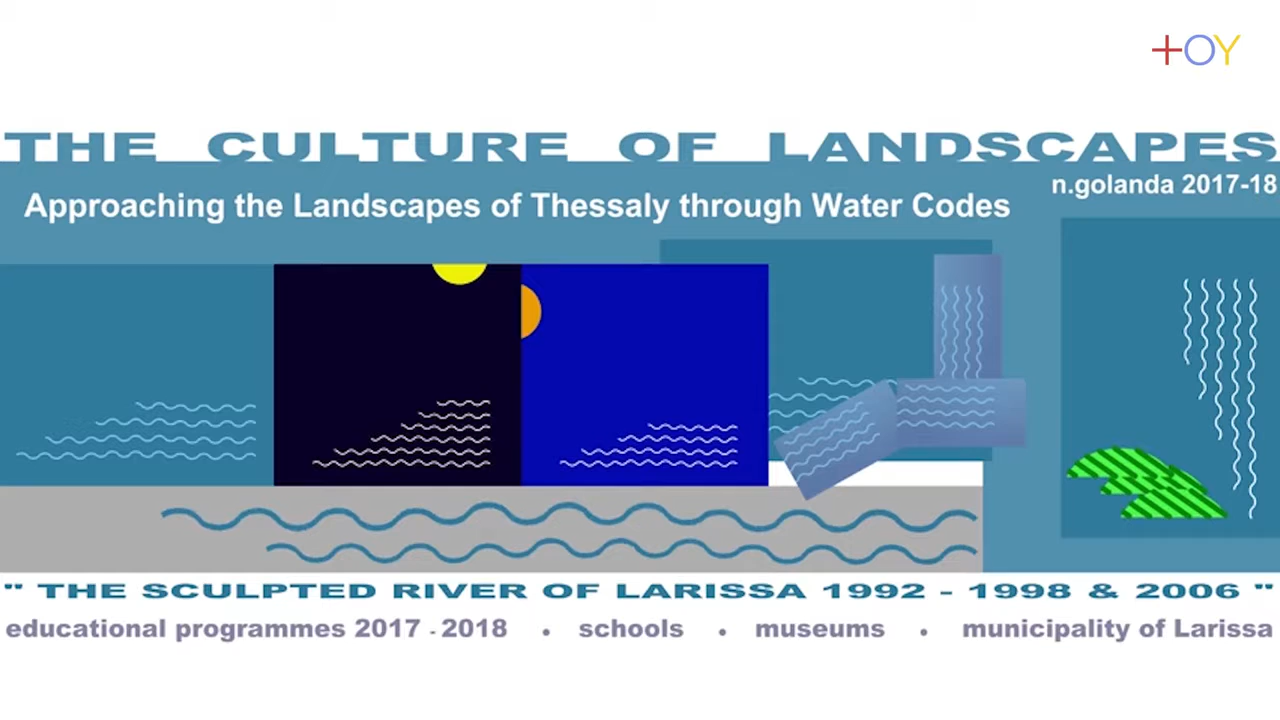 +OY
THE CULTURE OF LANDSCAPES
n.golanda 2017-18
Approaching the Landscapes of Thessaly through Water Codes
" THE SCULPTED RIVER OF LARISSA 1992 - 1998 & 2006 "
educational programmes 2017 - 2018 • schools • museums • municipality of Larissa